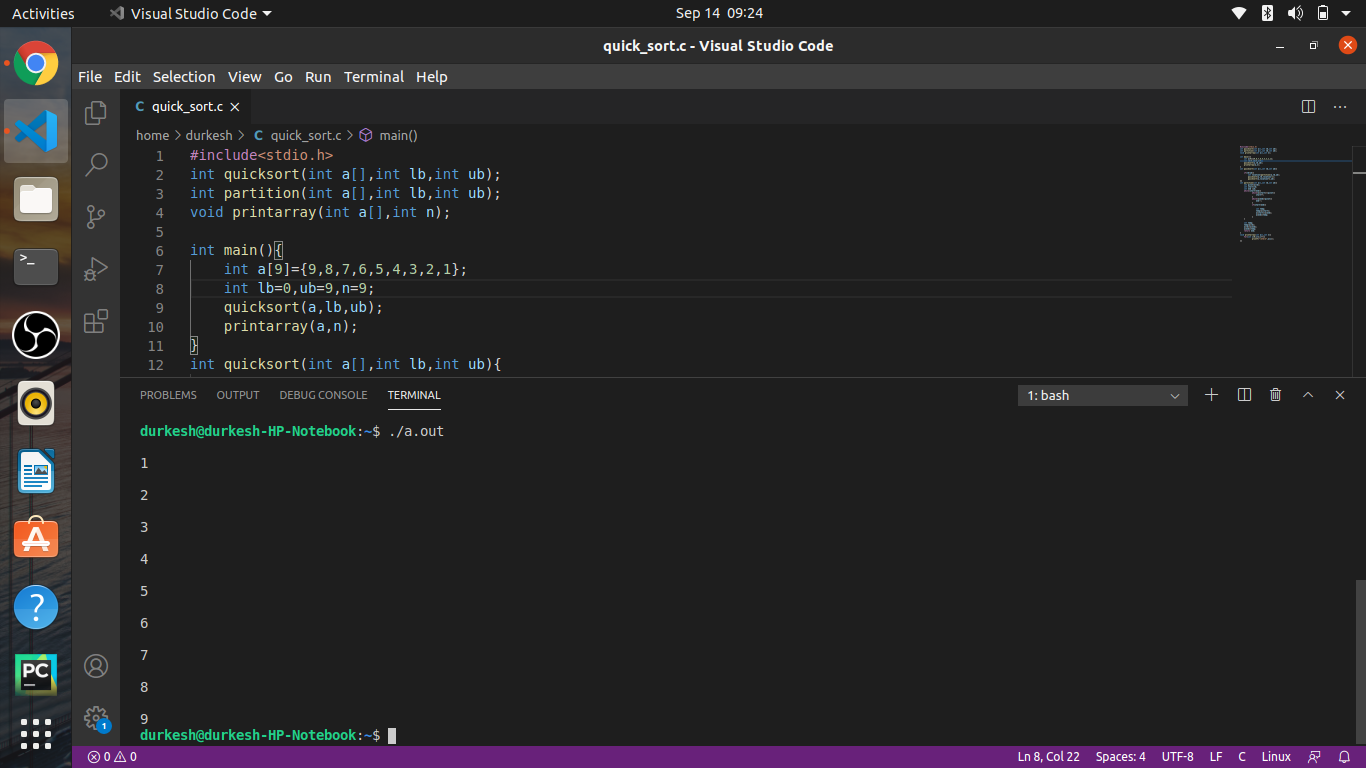 Activities Visual Studio Code Sep 14 09:24
quick_sort.c - Visual Studio Code
File Edit Selection View Go Run Terminal Help
C quick_sort.c
home > durkesh > C quick_sort.c > main()
1 #include<stdio.h>
2 int quicksort(int a[],int lb,int ub);
3 int partition(int a[],int lb,int ub);
4 void printarray(int a[],int n);
5
6 int main(){
7 int a[9]={9,8,7,6,5,4,3,2,1};
8 int lb=0,ub=9,n=9;
9 quicksort(a,lb,ub);
10 printarray(a,n);
11 }
12 int quicksort(int a[],int lb,int ub){
PROBLEMS OUTPUT DEBUG CONSOLE TERMINAL 1: bash
durkesh@durkesh-HP-Notebook:~$ ./a.out
1
2
3
4
5
6
7
8
9
durkesh@durkesh-HP-Notebook:~$
PC
1
0 0 Ln 8, Col 22 Spaces: 4 UTF-8 LF C Linux